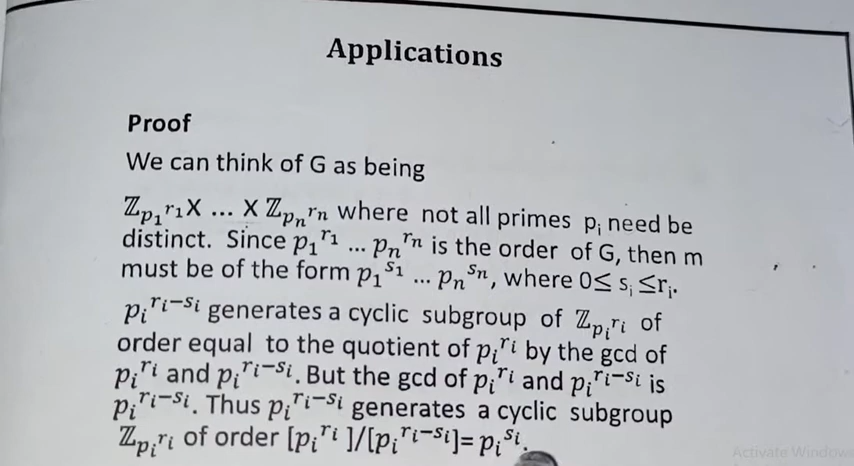 Applications
Proof
We can think of G as being
ℤ_{p₁^{r₁}} X ... X ℤ_{pₙ^{rₙ}} where not all primes pᵢ need be
distinct. Since p₁^{r₁} ... pₙ^{rₙ} is the order of G, then m
must be of the form p₁^{s₁} ... pₙ^{sₙ}, where 0≤ sᵢ ≤rᵢ.
pᵢ^{rᵢ−sᵢ} generates a cyclic subgroup of ℤ_{pᵢ^{rᵢ}} of
order equal to the quotient of pᵢ^{rᵢ} by the gcd of
pᵢ^{rᵢ} and pᵢ^{rᵢ−sᵢ}. But the gcd of pᵢ^{rᵢ} and pᵢ^{rᵢ−sᵢ} is
pᵢ^{rᵢ−sᵢ}. Thus pᵢ^{rᵢ−sᵢ} generates a cyclic subgroup
ℤ_{pᵢ^{rᵢ}} of order [pᵢ^{rᵢ} ]/[pᵢ^{rᵢ−sᵢ}]= pᵢ^{sᵢ}.
Activate Windows